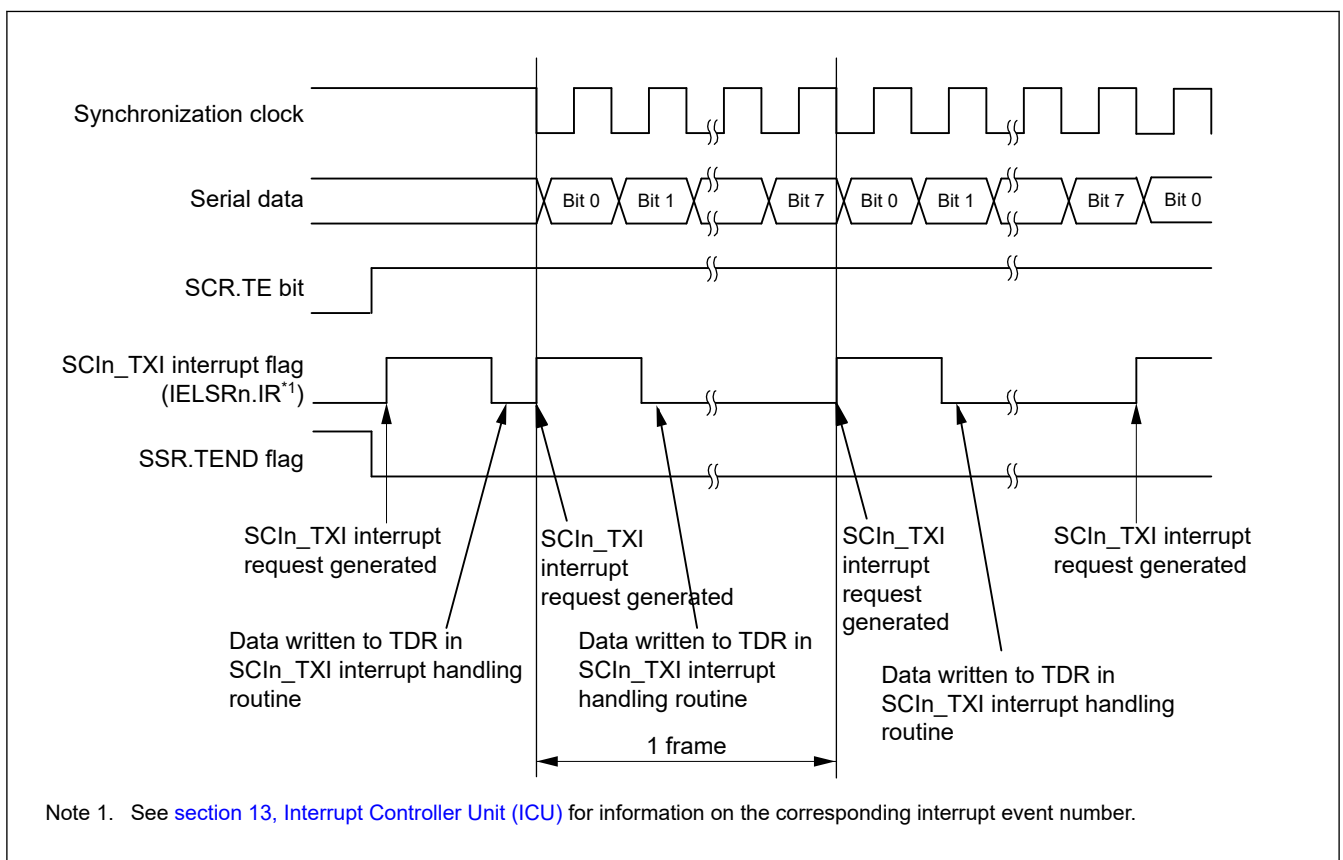 Synchronization clock
Serial data
Bit 0 Bit 1 Bit 7 Bit 0 Bit 1 Bit 7 Bit 0
SCR.TE bit
SCIn_TXI interrupt flag
(IELSRn.IR*1)
SSR.TEND flag
SCIn_TXI interrupt
request generated
SCIn_TXI
interrupt
request generated
SCIn_TXI
interrupt
request
generated
SCIn_TXI interrupt
request generated
Data written to TDR in
SCIn_TXI interrupt handling
routine
Data written to TDR in
SCIn_TXI interrupt
handling routine
Data written to TDR in
SCIn_TXI interrupt handling
routine
1 frame
Note 1. See section 13, Interrupt Controller Unit (ICU) for information on the corresponding interrupt event number.